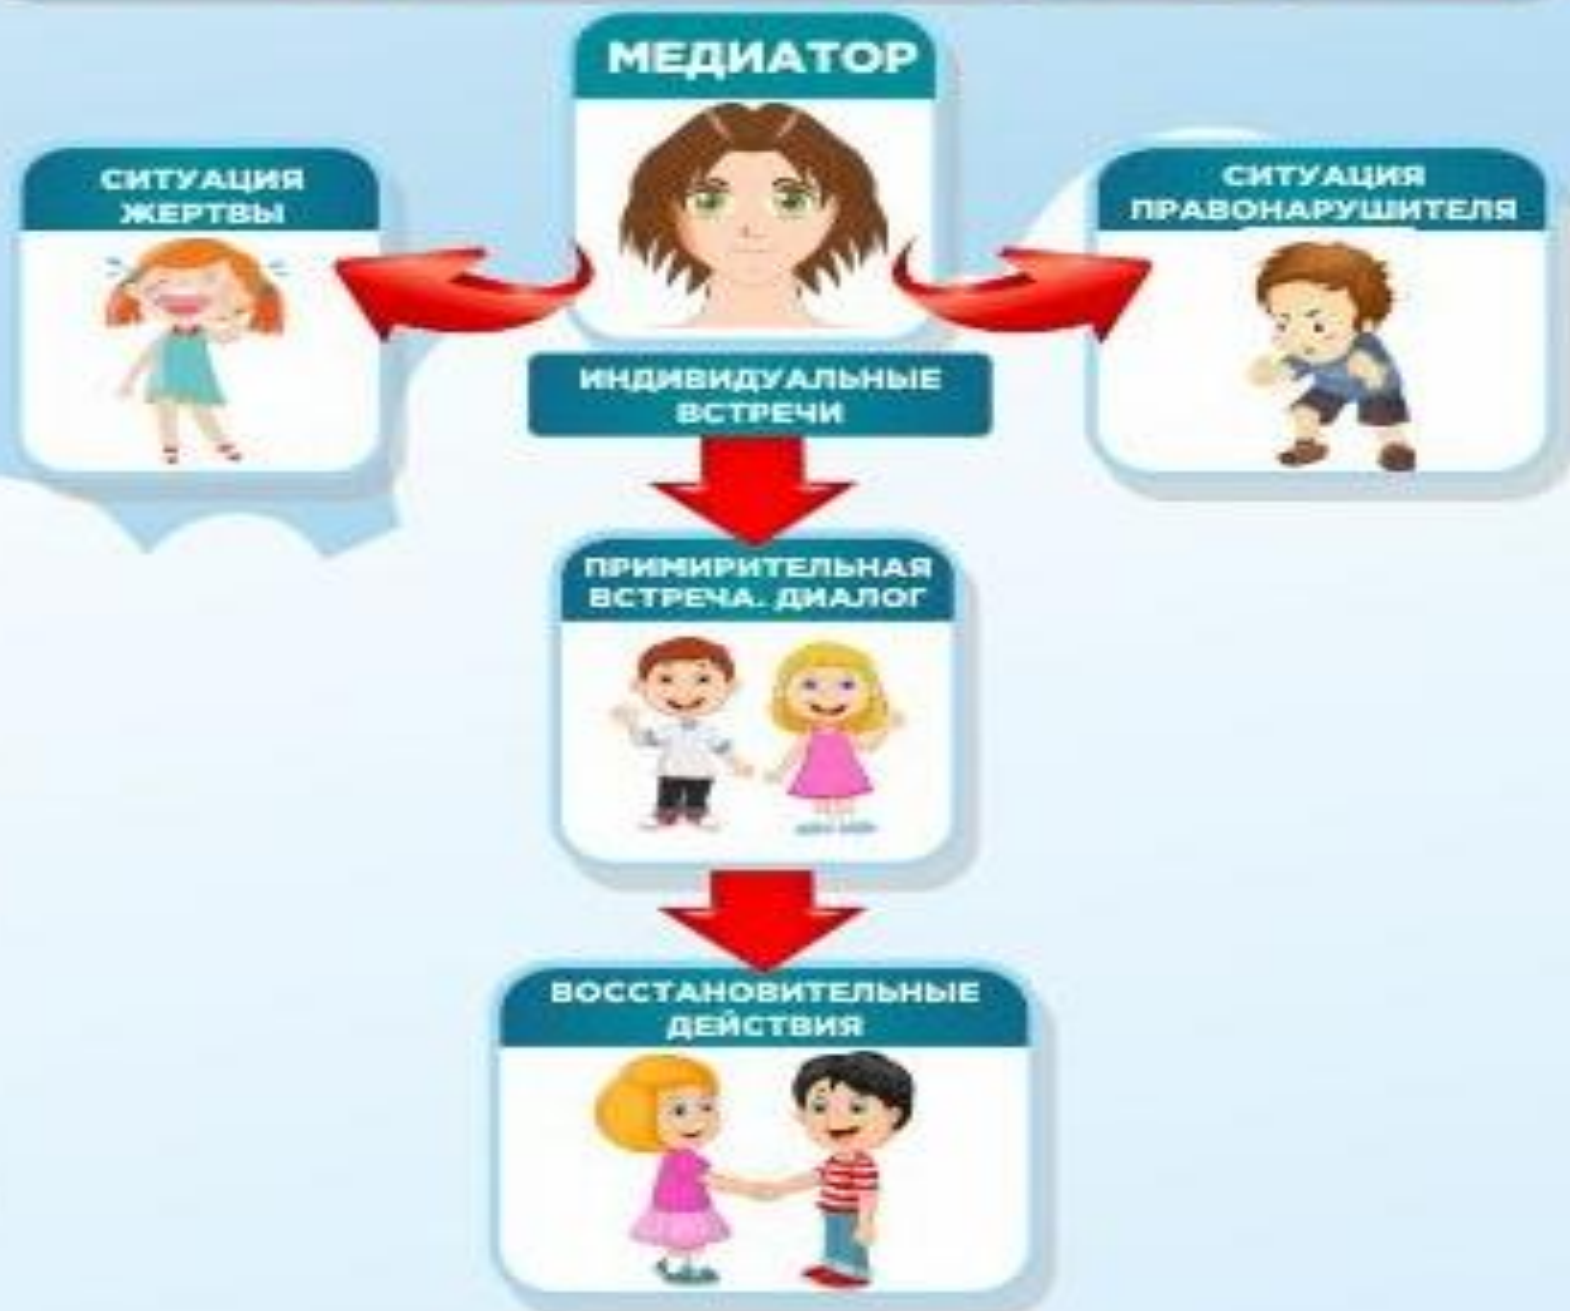 МЕДИАТОР
СИТУАЦИЯ
ЖЕРТВЫ
СИТУАЦИЯ
ПРАВОНАРУШИТЕЛЯ
ИНДИВИДУАЛЬНЫЕ
ВСТРЕЧИ
ПРИМИРИТЕЛЬНАЯ
ВСТРЕЧА. ДИАЛОГ
ВОССТАНОВИТЕЛЬНЫЕ
ДЕЙСТВИЯ